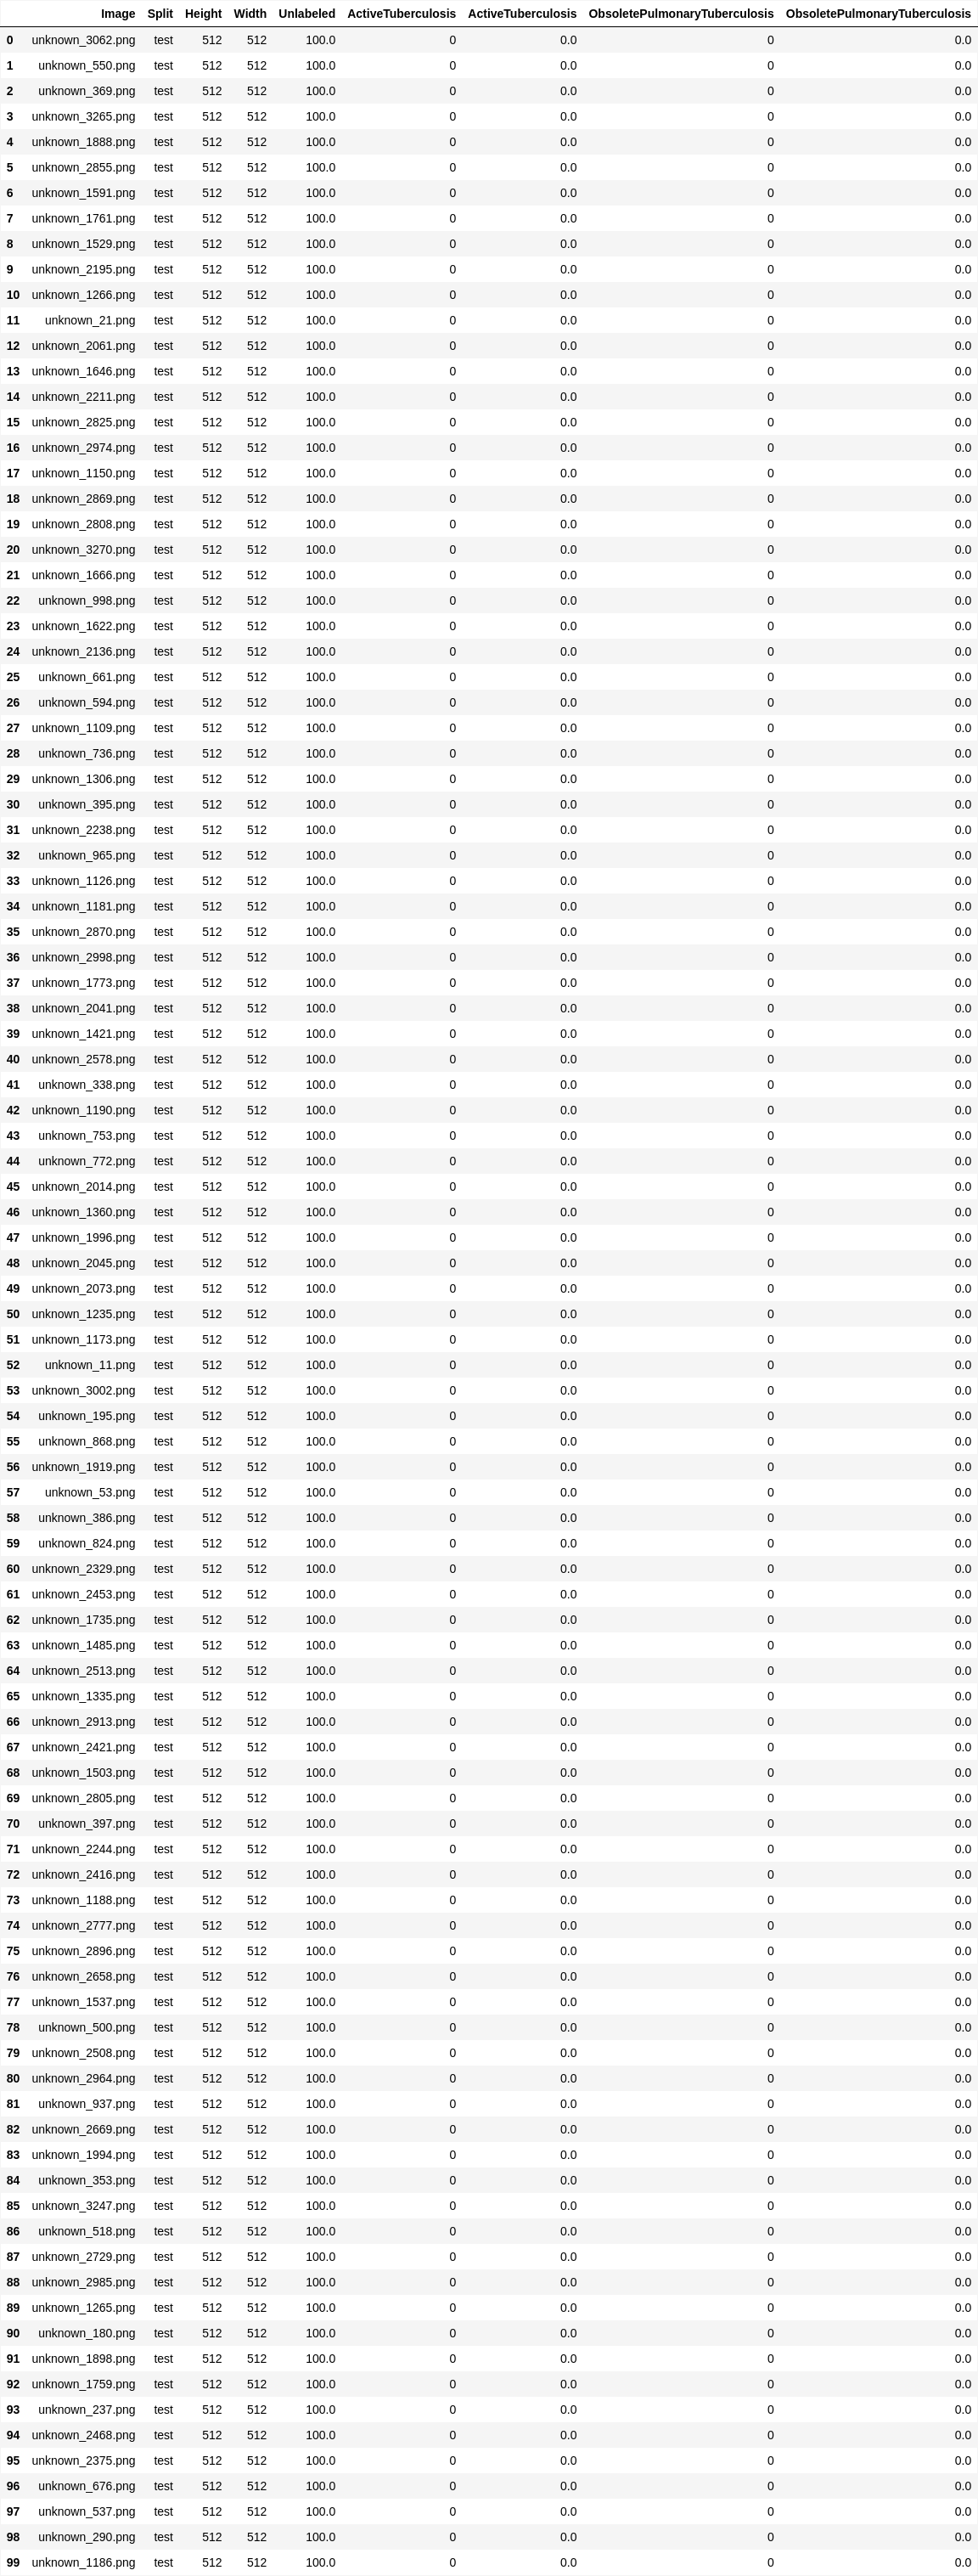 Image Split Height Width Unlabeled ActiveTuberculosis ActiveTuberculosis ObsoletePulmonaryTuberculosis ObsoletePulmonaryTuberculosis
0 unknown_3062.png test 512 512 100.0 0 0.0 0 0.0
1 unknown_550.png test 512 512 100.0 0 0.0 0 0.0
2 unknown_369.png test 512 512 100.0 0 0.0 0 0.0
3 unknown_3265.png test 512 512 100.0 0 0.0 0 0.0
4 unknown_1888.png test 512 512 100.0 0 0.0 0 0.0
5 unknown_2855.png test 512 512 100.0 0 0.0 0 0.0
6 unknown_1591.png test 512 512 100.0 0 0.0 0 0.0
7 unknown_1761.png test 512 512 100.0 0 0.0 0 0.0
8 unknown_1529.png test 512 512 100.0 0 0.0 0 0.0
9 unknown_2195.png test 512 512 100.0 0 0.0 0 0.0
10 unknown_1266.png test 512 512 100.0 0 0.0 0 0.0
11 unknown_21.png test 512 512 100.0 0 0.0 0 0.0
12 unknown_2061.png test 512 512 100.0 0 0.0 0 0.0
13 unknown_1646.png test 512 512 100.0 0 0.0 0 0.0
14 unknown_2211.png test 512 512 100.0 0 0.0 0 0.0
15 unknown_2825.png test 512 512 100.0 0 0.0 0 0.0
16 unknown_2974.png test 512 512 100.0 0 0.0 0 0.0
17 unknown_1150.png test 512 512 100.0 0 0.0 0 0.0
18 unknown_2869.png test 512 512 100.0 0 0.0 0 0.0
19 unknown_2808.png test 512 512 100.0 0 0.0 0 0.0
20 unknown_3270.png test 512 512 100.0 0 0.0 0 0.0
21 unknown_1666.png test 512 512 100.0 0 0.0 0 0.0
22 unknown_998.png test 512 512 100.0 0 0.0 0 0.0
23 unknown_1622.png test 512 512 100.0 0 0.0 0 0.0
24 unknown_2136.png test 512 512 100.0 0 0.0 0 0.0
25 unknown_661.png test 512 512 100.0 0 0.0 0 0.0
26 unknown_594.png test 512 512 100.0 0 0.0 0 0.0
27 unknown_1109.png test 512 512 100.0 0 0.0 0 0.0
28 unknown_736.png test 512 512 100.0 0 0.0 0 0.0
29 unknown_1306.png test 512 512 100.0 0 0.0 0 0.0
30 unknown_395.png test 512 512 100.0 0 0.0 0 0.0
31 unknown_2238.png test 512 512 100.0 0 0.0 0 0.0
32 unknown_965.png test 512 512 100.0 0 0.0 0 0.0
33 unknown_1126.png test 512 512 100.0 0 0.0 0 0.0
34 unknown_1181.png test 512 512 100.0 0 0.0 0 0.0
35 unknown_2870.png test 512 512 100.0 0 0.0 0 0.0
36 unknown_2998.png test 512 512 100.0 0 0.0 0 0.0
37 unknown_1773.png test 512 512 100.0 0 0.0 0 0.0
38 unknown_2041.png test 512 512 100.0 0 0.0 0 0.0
39 unknown_1421.png test 512 512 100.0 0 0.0 0 0.0
40 unknown_2578.png test 512 512 100.0 0 0.0 0 0.0
41 unknown_338.png test 512 512 100.0 0 0.0 0 0.0
42 unknown_1190.png test 512 512 100.0 0 0.0 0 0.0
43 unknown_753.png test 512 512 100.0 0 0.0 0 0.0
44 unknown_772.png test 512 512 100.0 0 0.0 0 0.0
45 unknown_2014.png test 512 512 100.0 0 0.0 0 0.0
46 unknown_1360.png test 512 512 100.0 0 0.0 0 0.0
47 unknown_1996.png test 512 512 100.0 0 0.0 0 0.0
48 unknown_2045.png test 512 512 100.0 0 0.0 0 0.0
49 unknown_2073.png test 512 512 100.0 0 0.0 0 0.0
50 unknown_1235.png test 512 512 100.0 0 0.0 0 0.0
51 unknown_1173.png test 512 512 100.0 0 0.0 0 0.0
52 unknown_11.png test 512 512 100.0 0 0.0 0 0.0
53 unknown_3002.png test 512 512 100.0 0 0.0 0 0.0
54 unknown_195.png test 512 512 100.0 0 0.0 0 0.0
55 unknown_868.png test 512 512 100.0 0 0.0 0 0.0
56 unknown_1919.png test 512 512 100.0 0 0.0 0 0.0
57 unknown_53.png test 512 512 100.0 0 0.0 0 0.0
58 unknown_386.png test 512 512 100.0 0 0.0 0 0.0
59 unknown_824.png test 512 512 100.0 0 0.0 0 0.0
60 unknown_2329.png test 512 512 100.0 0 0.0 0 0.0
61 unknown_2453.png test 512 512 100.0 0 0.0 0 0.0
62 unknown_1735.png test 512 512 100.0 0 0.0 0 0.0
63 unknown_1485.png test 512 512 100.0 0 0.0 0 0.0
64 unknown_2513.png test 512 512 100.0 0 0.0 0 0.0
65 unknown_1335.png test 512 512 100.0 0 0.0 0 0.0
66 unknown_2913.png test 512 512 100.0 0 0.0 0 0.0
67 unknown_2421.png test 512 512 100.0 0 0.0 0 0.0
68 unknown_1503.png test 512 512 100.0 0 0.0 0 0.0
69 unknown_2805.png test 512 512 100.0 0 0.0 0 0.0
70 unknown_397.png test 512 512 100.0 0 0.0 0 0.0
71 unknown_2244.png test 512 512 100.0 0 0.0 0 0.0
72 unknown_2416.png test 512 512 100.0 0 0.0 0 0.0
73 unknown_1188.png test 512 512 100.0 0 0.0 0 0.0
74 unknown_2777.png test 512 512 100.0 0 0.0 0 0.0
75 unknown_2896.png test 512 512 100.0 0 0.0 0 0.0
76 unknown_2658.png test 512 512 100.0 0 0.0 0 0.0
77 unknown_1537.png test 512 512 100.0 0 0.0 0 0.0
78 unknown_500.png test 512 512 100.0 0 0.0 0 0.0
79 unknown_2508.png test 512 512 100.0 0 0.0 0 0.0
80 unknown_2964.png test 512 512 100.0 0 0.0 0 0.0
81 unknown_937.png test 512 512 100.0 0 0.0 0 0.0
82 unknown_2669.png test 512 512 100.0 0 0.0 0 0.0
83 unknown_1994.png test 512 512 100.0 0 0.0 0 0.0
84 unknown_353.png test 512 512 100.0 0 0.0 0 0.0
85 unknown_3247.png test 512 512 100.0 0 0.0 0 0.0
86 unknown_518.png test 512 512 100.0 0 0.0 0 0.0
87 unknown_2729.png test 512 512 100.0 0 0.0 0 0.0
88 unknown_2985.png test 512 512 100.0 0 0.0 0 0.0
89 unknown_1265.png test 512 512 100.0 0 0.0 0 0.0
90 unknown_180.png test 512 512 100.0 0 0.0 0 0.0
91 unknown_1898.png test 512 512 100.0 0 0.0 0 0.0
92 unknown_1759.png test 512 512 100.0 0 0.0 0 0.0
93 unknown_237.png test 512 512 100.0 0 0.0 0 0.0
94 unknown_2468.png test 512 512 100.0 0 0.0 0 0.0
95 unknown_2375.png test 512 512 100.0 0 0.0 0 0.0
96 unknown_676.png test 512 512 100.0 0 0.0 0 0.0
97 unknown_537.png test 512 512 100.0 0 0.0 0 0.0
98 unknown_290.png test 512 512 100.0 0 0.0 0 0.0
99 unknown_1186.png test 512 512 100.0 0 0.0 0 0.0